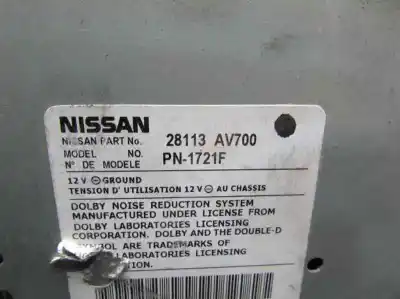 NISSAN
NISSAN PART No. 28113 AV700
MODEL NO. PN-1721F
N° DE MODELE
12 V ⊖ GROUND
TENSION D' UTILISATION 12 V ⊖ AU CHASSIS
DOLBY NOISE REDUCTION SYSTEM
MANUFACTURED UNDER LICENSE FROM
DOLBY LABORATORIES LICENSING
CORPORATION. DOLBY AND THE DOUBLE-D
SYMBOL ARE TRADEMARKS OF
LABORATORIES LICENSING
CORPORATION.